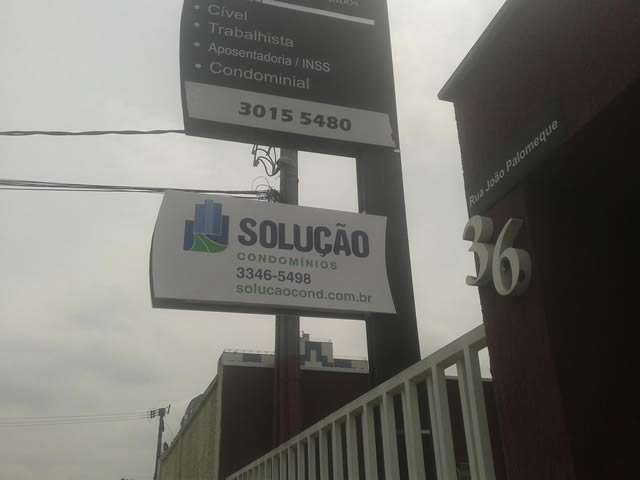 • Cível
• Trabalhista
• Aposentadoria / INSS
• Condominial
3015 5480
SOLUÇÃO
CONDOMÍNIOS
3346-5498
solucaocond.com.br
Rua João Palomeque
36